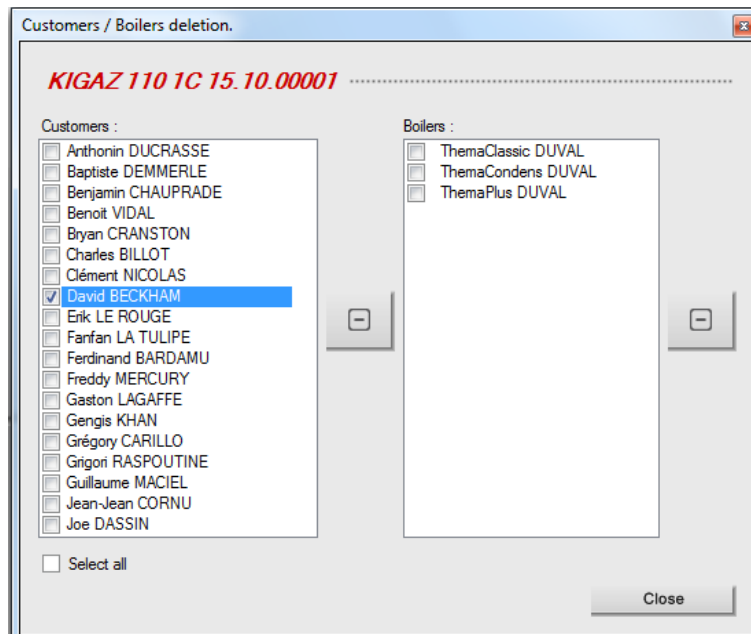 Customers / Boilers deletion.
KIGAZ 110 1C 15.10.00001
Customers :
Anthonin DUCRASSE
Baptiste DEMMERLE
Benjamin CHAUPRADE
Benoit VIDAL
Bryan CRANSTON
Charles BILLOT
Clément NICOLAS
David BECKHAM
Erik LE ROUGE
Fanfan LA TULIPE
Ferdinand BARDAMU
Freddy MERCURY
Gaston LAGAFFE
Gengis KHAN
Grégory CARILLO
Grigori RASPOUTINE
Guillaume MACIEL
Jean-Jean CORNU
Joe DASSIN
Select all
Boilers :
ThemaClassic DUVAL
ThemaCondens DUVAL
ThemaPlus DUVAL
Close